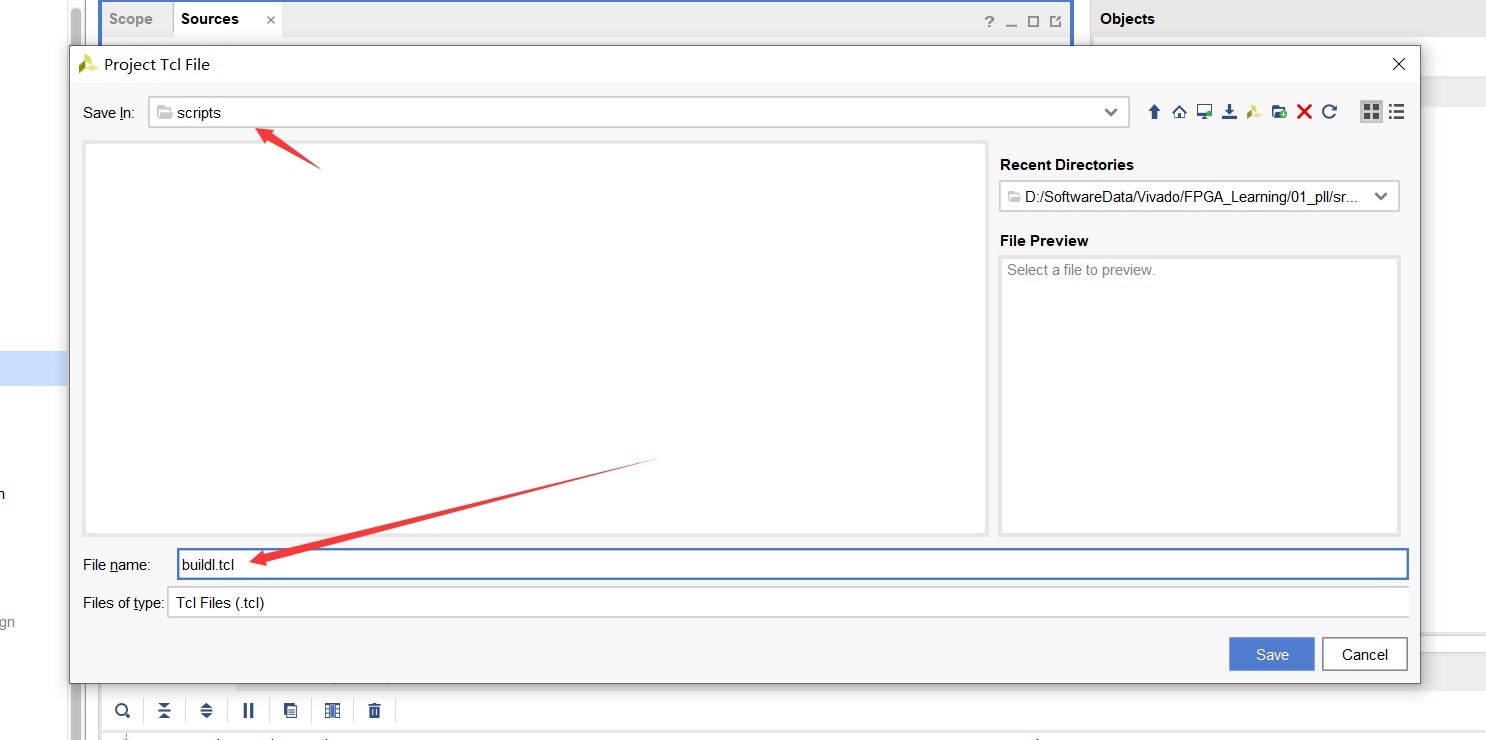 Scope Sources × ? Objects
Project Tcl File
Save In: scripts
Recent Directories
D:/SoftwareData/Vivado/FPGA_Learning/01_pll/sr...
File Preview
Select a file to preview.
n
File name: buildl.tcl
Files of type: Tcl Files (.tcl)
gn
Save Cancel